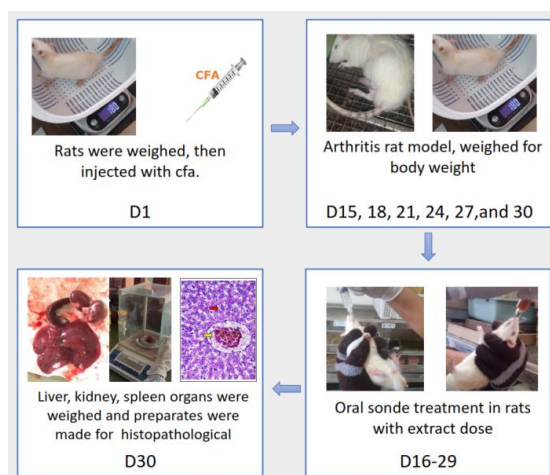 CFA
Rats were weighed, then
injected with cfa.
D1
Arthritis rat model, weighed for
body weight
D15, 18, 21, 24, 27,and 30
Liver, kidney, spleen organs were
weighed and preparates were
made for histopathological
D30
Oral sonde treatment in rats
with extract dose
D16-29